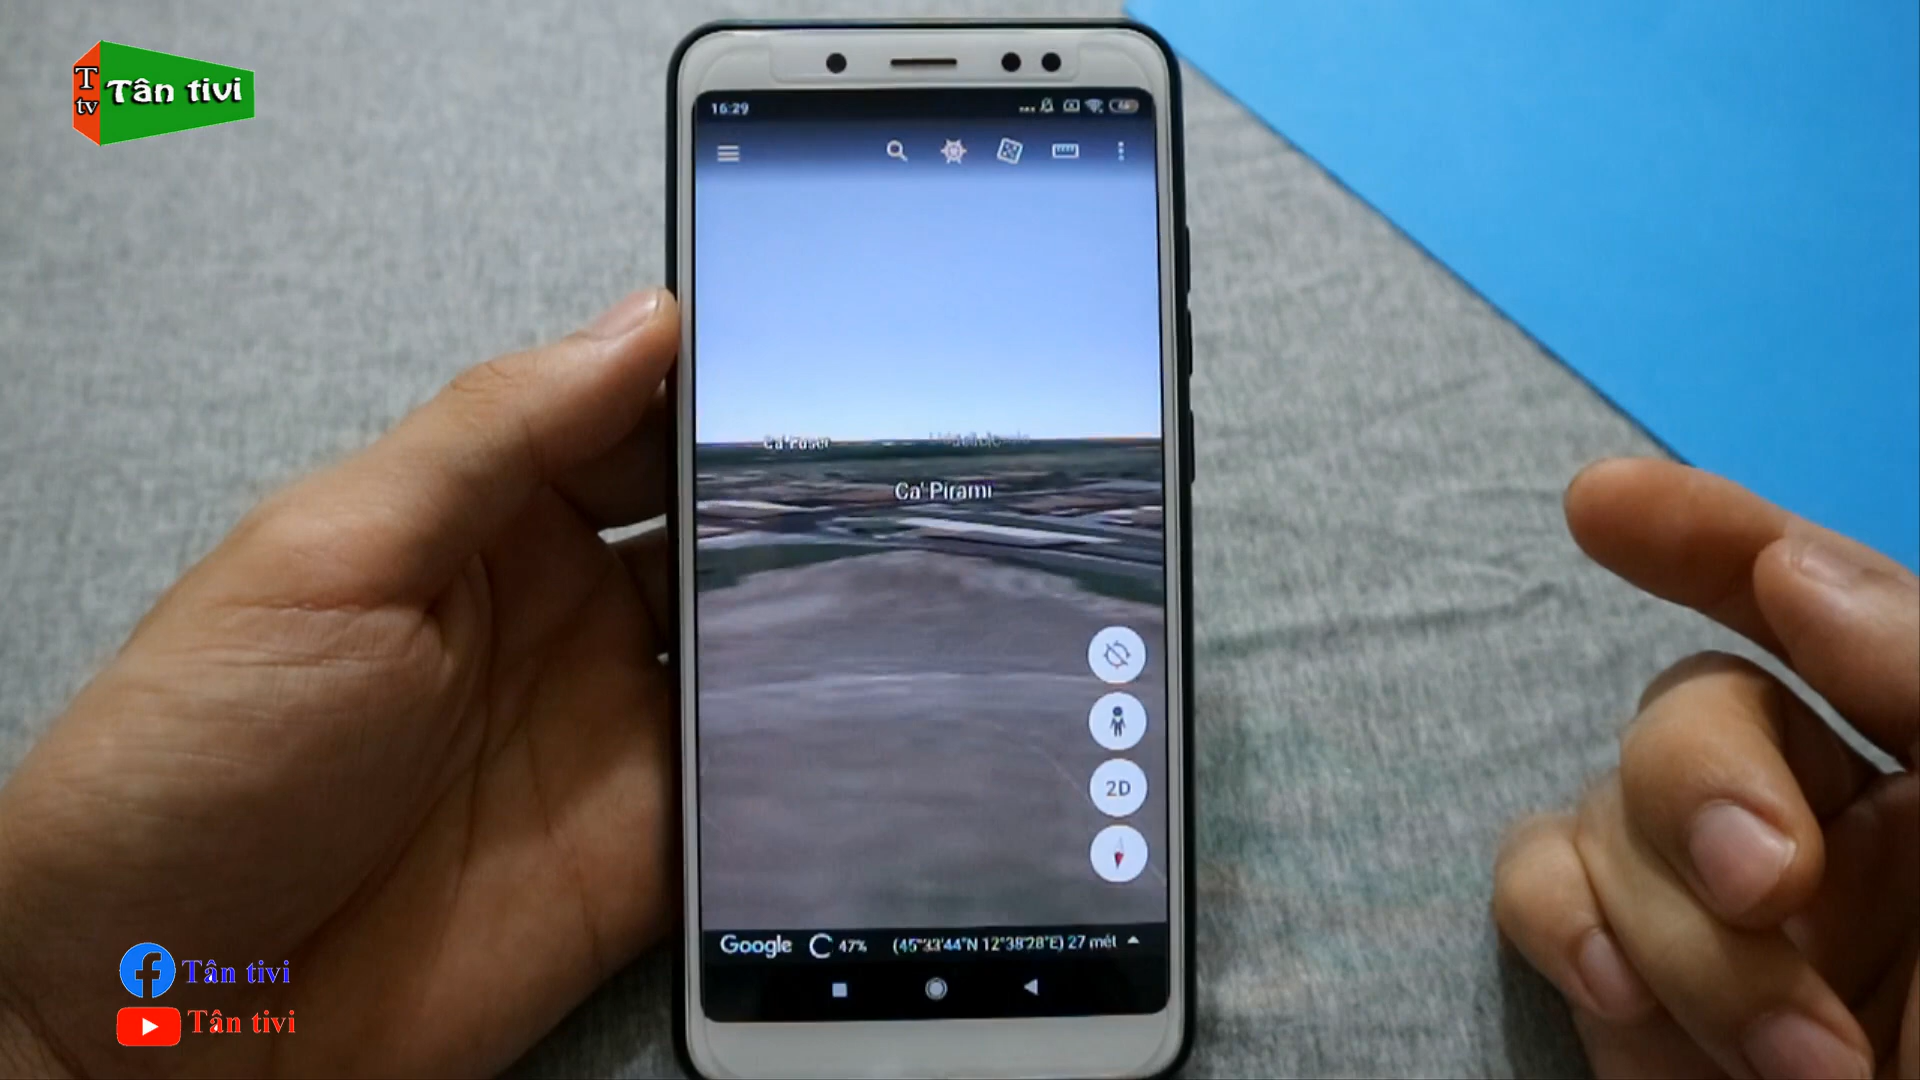 T
tv
Tân tivi
16:29
Ca' Pirami
2D
Google 47% (45°33'44"N 12°38'28"E) 27 mét
Tân tivi
Tân tivi